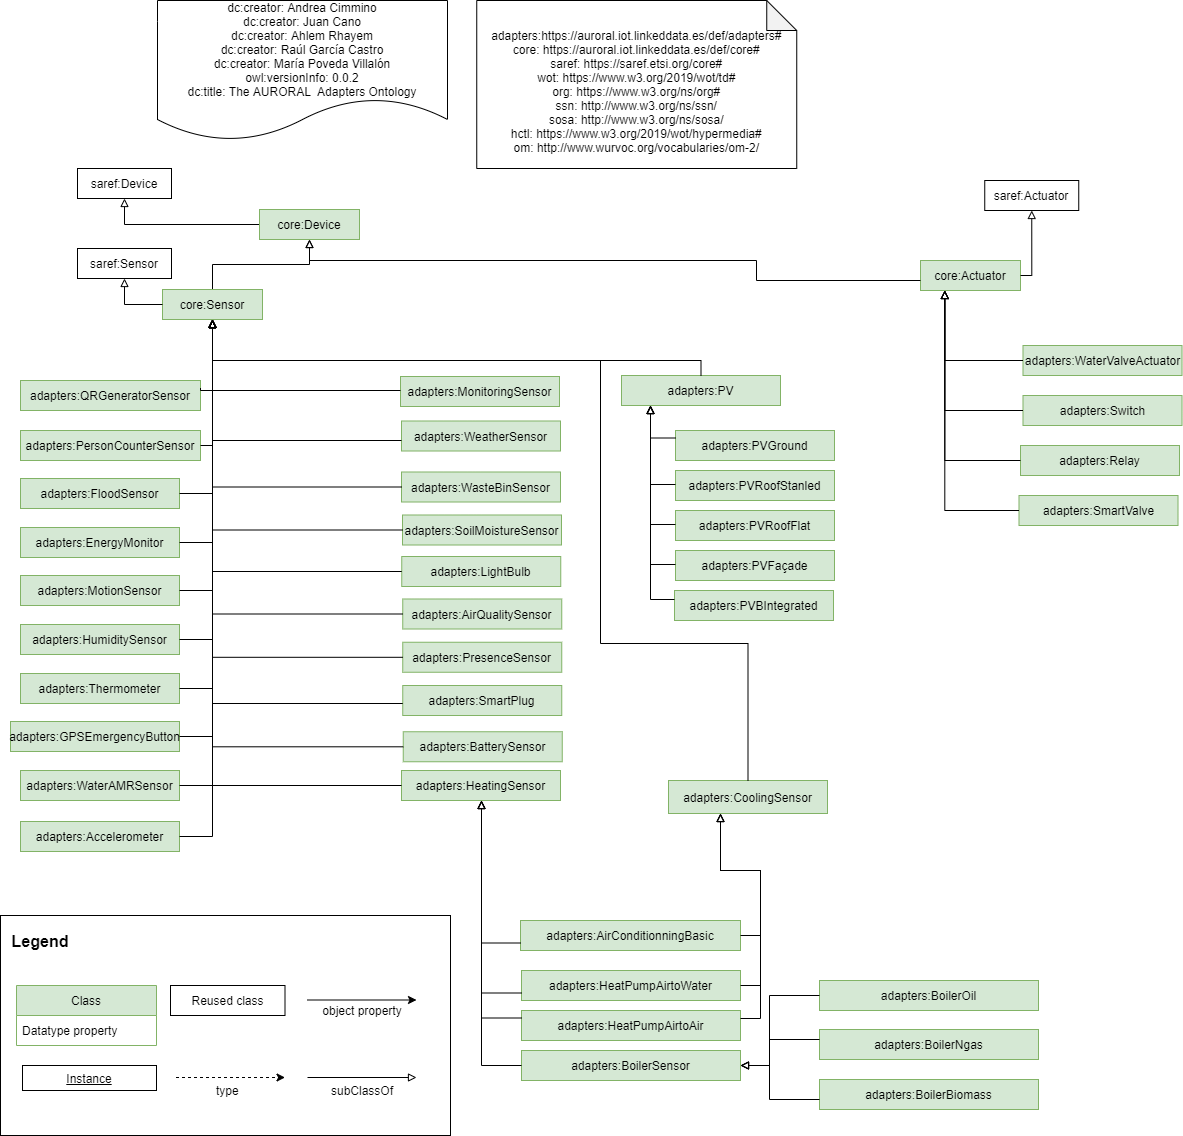 dc:creator: Andrea Cimmino
dc:creator: Juan Cano
dc:creator: Ahlem Rhayem
dc:creator: Raúl García Castro
dc:creator: María Poveda Villalón
owl:versionInfo: 0.0.2
dc:title: The AURORAL  Adapters Ontology
adapters:https://auroral.iot.linkeddata.es/def/adapters#
core: https://auroral.iot.linkeddata.es/def/core#
saref: https://saref.etsi.org/core#
wot: https://www.w3.org/2019/wot/td#
org: https://www.w3.org/ns/org#
ssn: http://www.w3.org/ns/ssn/
sosa: http://www.w3.org/ns/sosa/
hctl: https://www.w3.org/2019/wot/hypermedia#
om: http://www.wurvoc.org/vocabularies/om-2/
saref:Device
saref:Actuator
core:Device
saref:Sensor
core:Actuator
core:Sensor
adapters:QRGeneratorSensor
adapters:PersonCounterSensor
adapters:FloodSensor
adapters:EnergyMonitor
adapters:MotionSensor
adapters:HumiditySensor
adapters:Thermometer
adapters:GPSEmergencyButton
adapters:WaterAMRSensor
adapters:Accelerometer
adapters:MonitoringSensor
adapters:WeatherSensor
adapters:WasteBinSensor
adapters:SoilMoistureSensor
adapters:LightBulb
adapters:AirQualitySensor
adapters:PresenceSensor
adapters:SmartPlug
adapters:BatterySensor
adapters:HeatingSensor
adapters:PV
adapters:PVGround
adapters:PVRoofStanled
adapters:PVRoofFlat
adapters:PVFaçade
adapters:PVBIntegrated
adapters:WaterValveActuator
adapters:Switch
adapters:Relay
adapters:SmartValve
adapters:CoolingSensor
adapters:AirConditionningBasic
adapters:HeatPumpAirtoWater
adapters:HeatPumpAirtoAir
adapters:BoilerSensor
adapters:BoilerOil
adapters:BoilerNgas
adapters:BoilerBiomass
Legend
Class
Datatype property
Reused class
object property
Instance
type
subClassOf